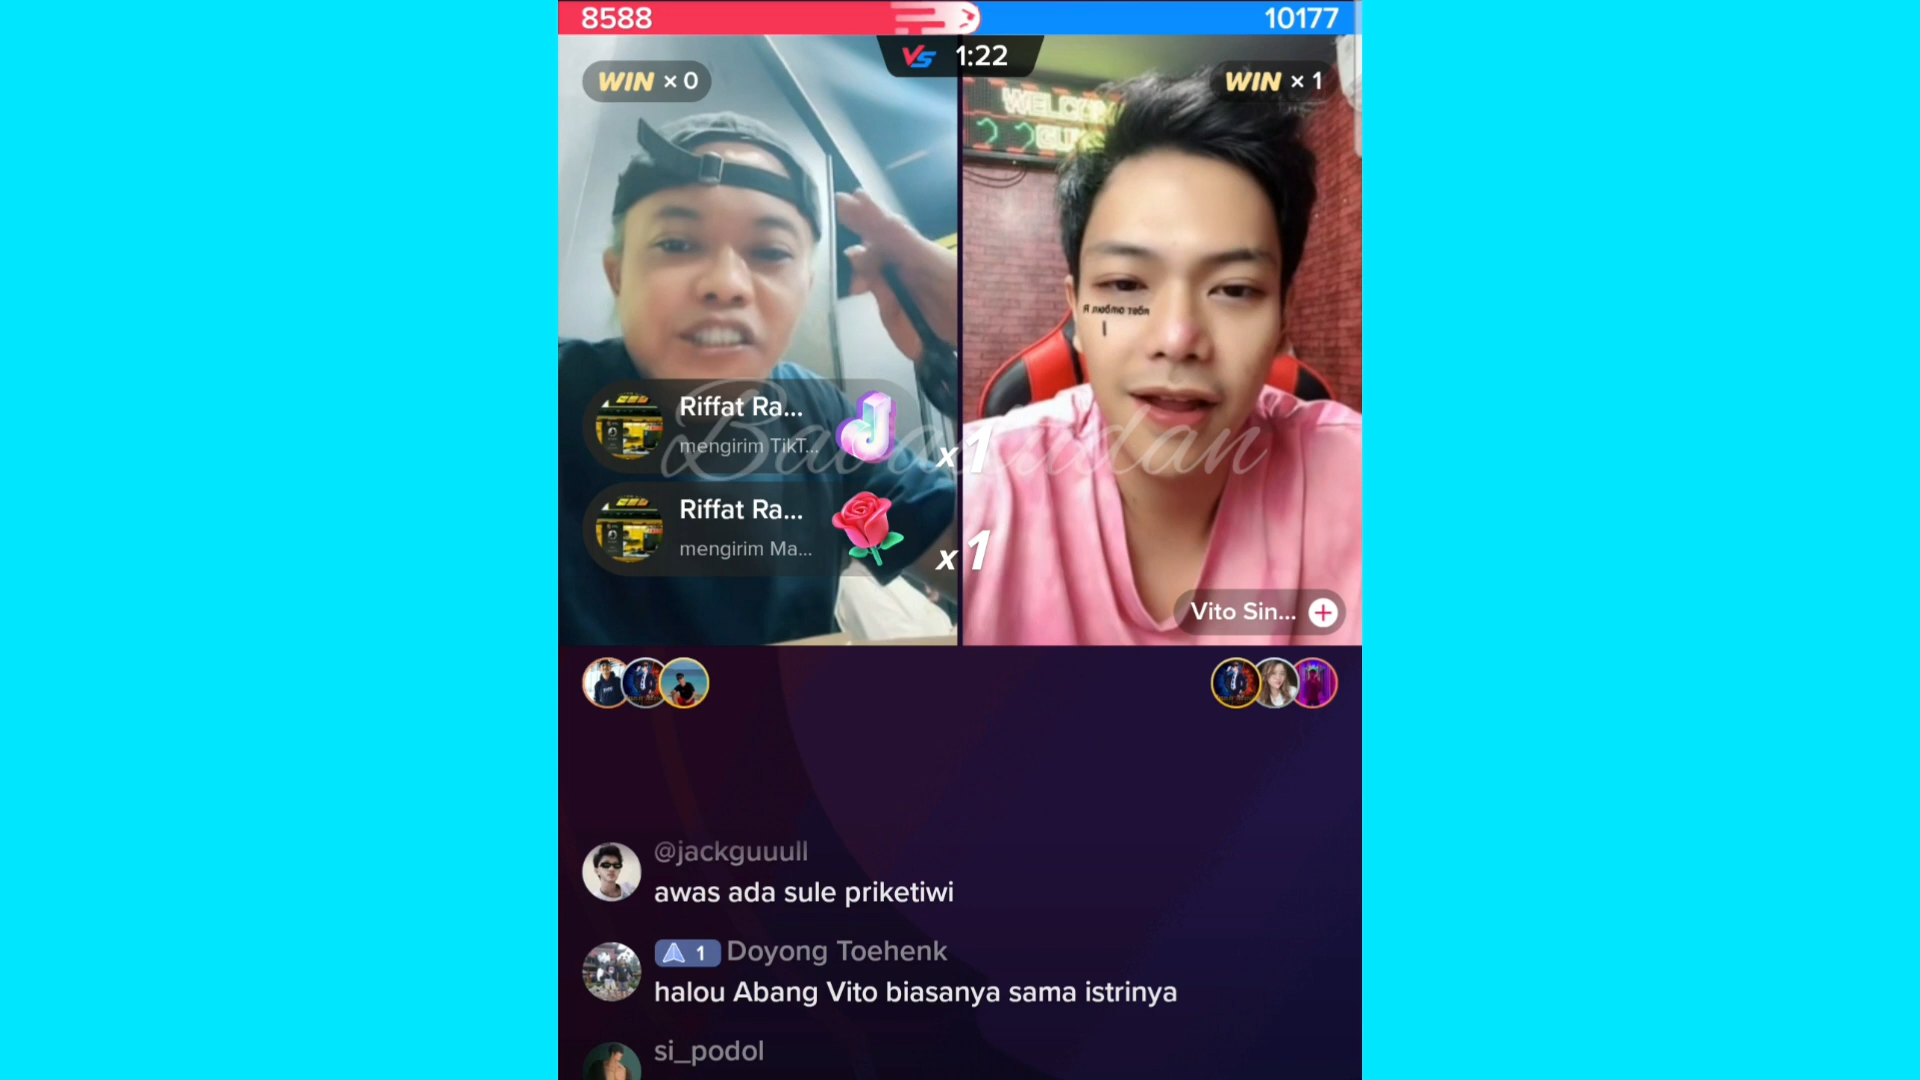 8588
10177
VS 1:22
WIN × 0
WIN × 1
WELCOM
Riffat Ra...
mengirim TikT...
x1
Riffat Ra...
mengirim Ma...
x1
Vito Sin...
@jackguuull
awas ada sule priketiwi
1 Doyong Toehenk
halou Abang Vito biasanya sama istrinya
si_podol